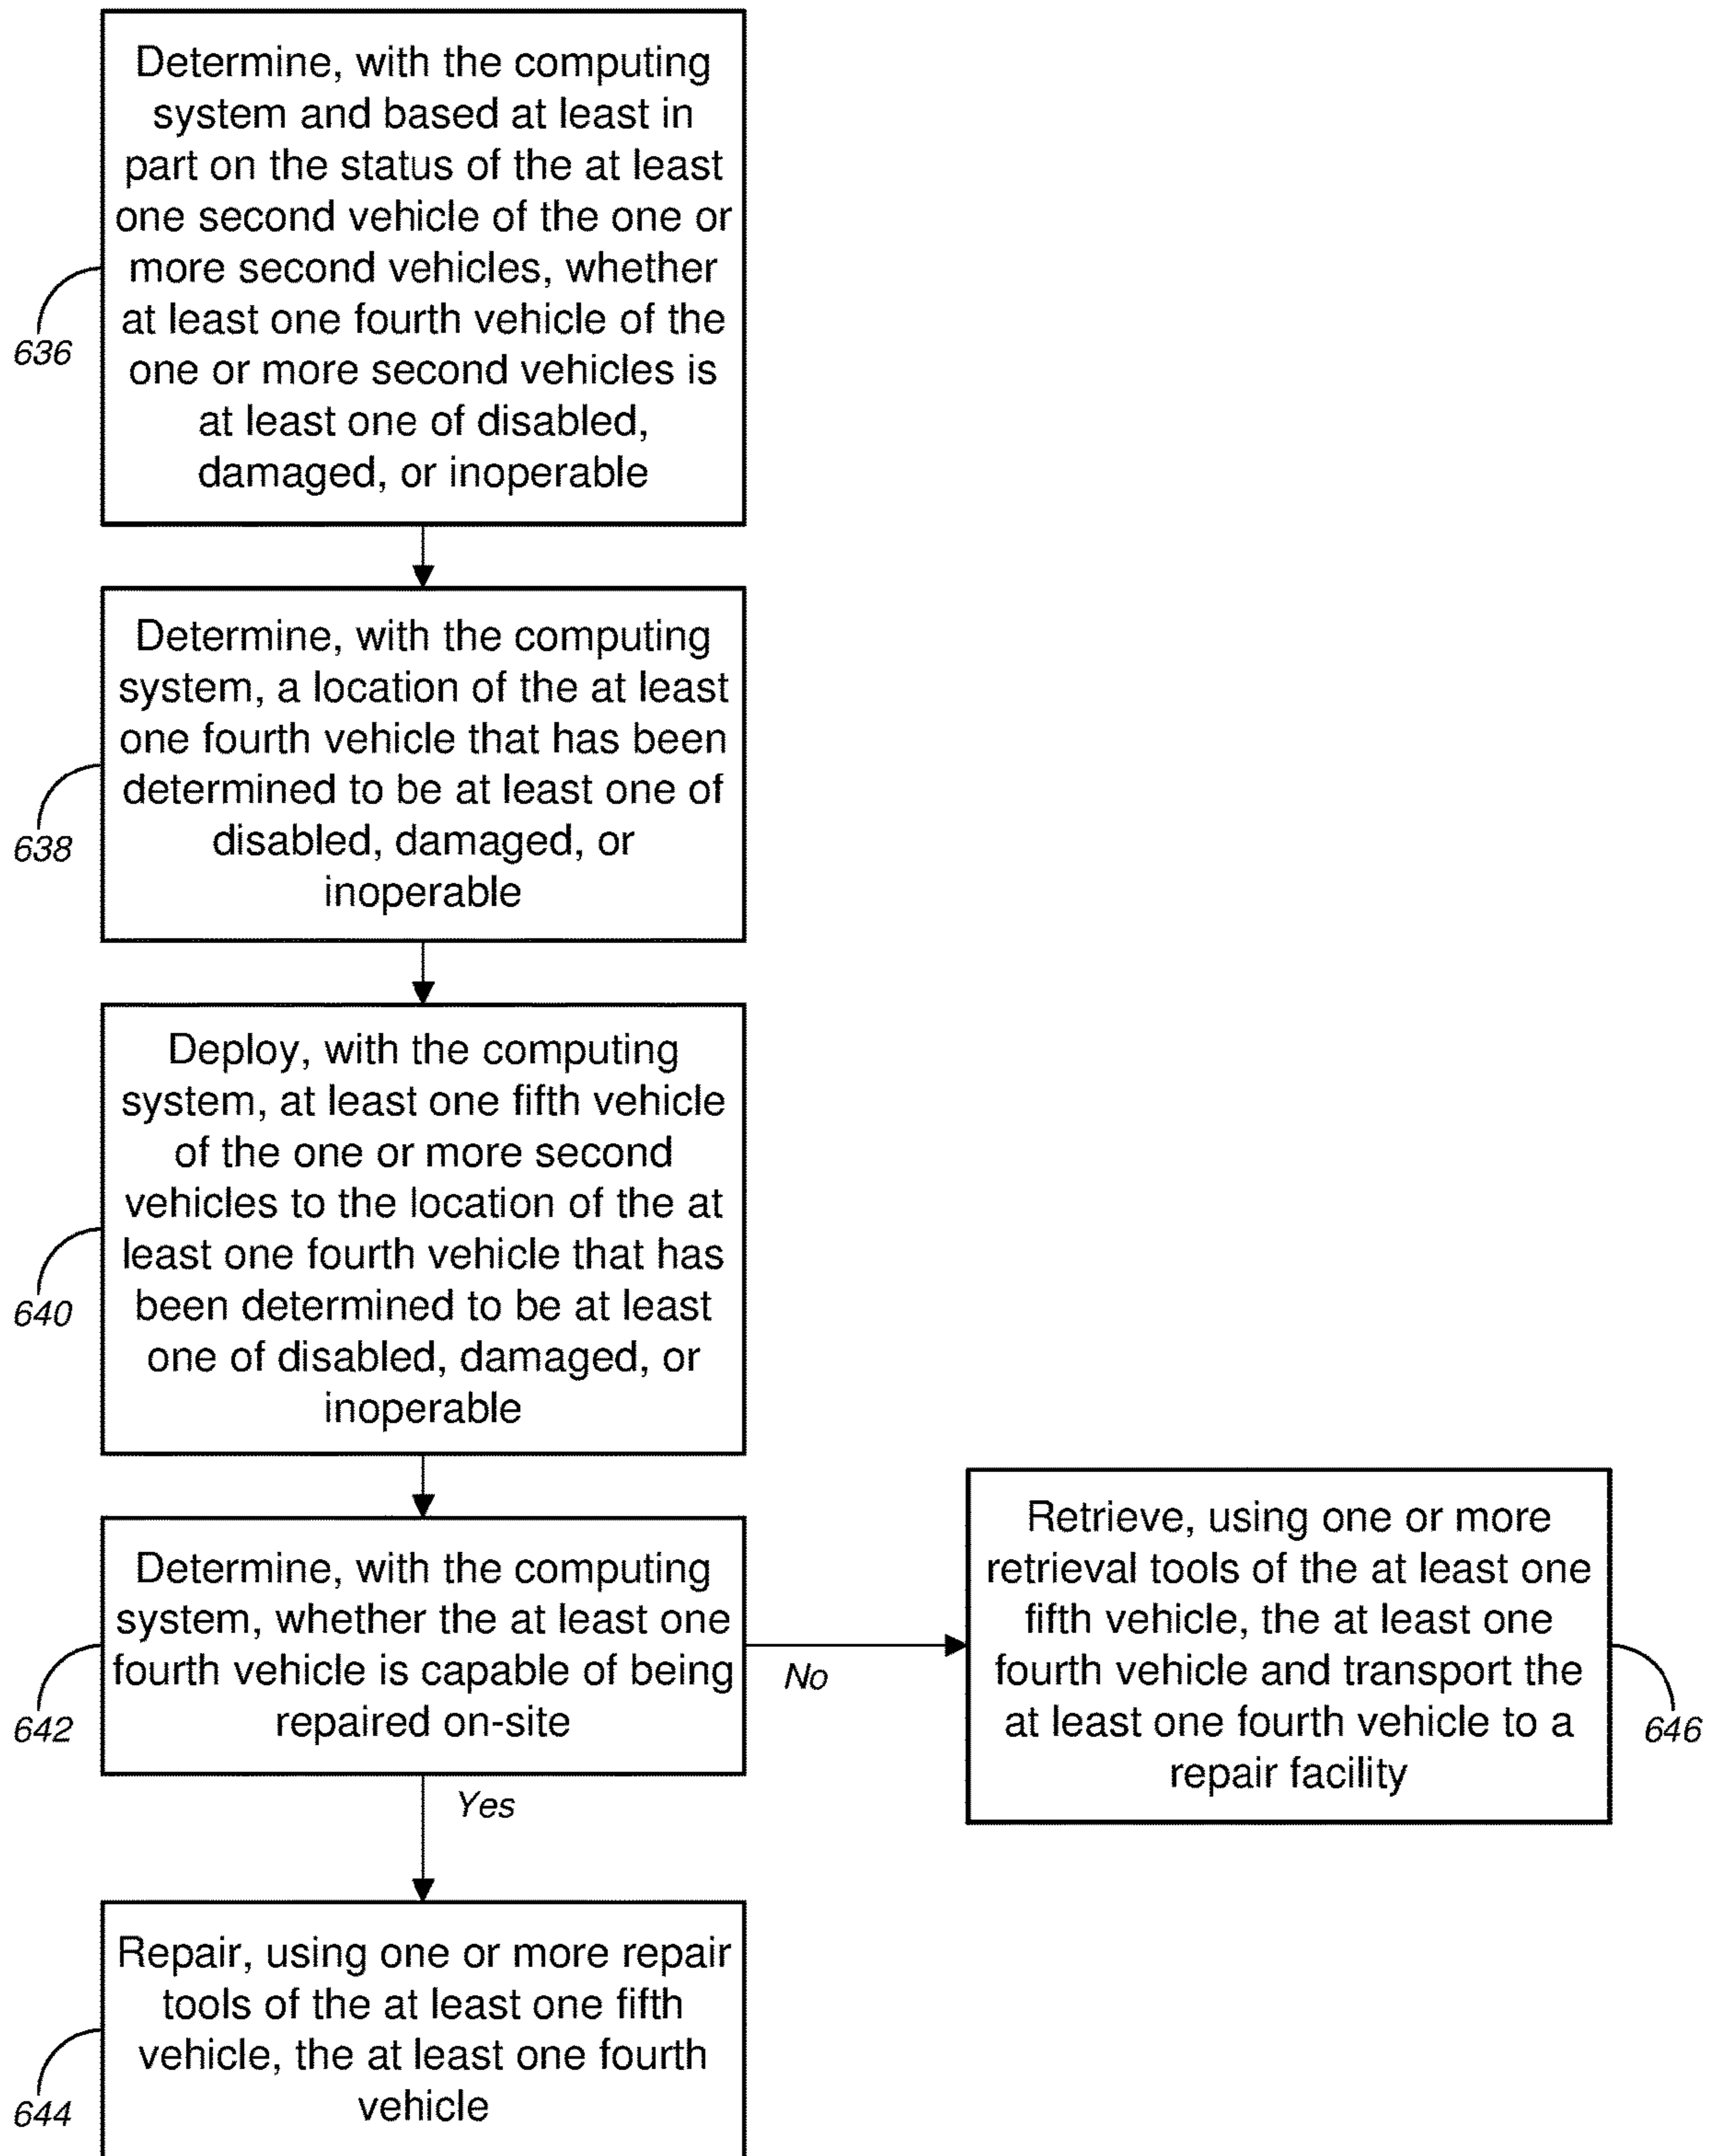 Determine, with the computing
system and based at least in
part on the status of the at least
one second vehicle of the one or
more second vehicles, whether
at least one fourth vehicle of the
one or more second vehicles is
at least one of disabled,
damaged, or inoperable
636
Determine, with the computing
system, a location of the at least
one fourth vehicle that has been
determined to be at least one of
disabled, damaged, or
inoperable
638
Deploy, with the computing
system, at least one fifth vehicle
of the one or more second
vehicles to the location of the at
least one fourth vehicle that has
been determined to be at least
one of disabled, damaged, or
inoperable
640
Determine, with the computing
system, whether the at least one
fourth vehicle is capable of being
repaired on-site
642
No
Retrieve, using one or more
retrieval tools of the at least one
fifth vehicle, the at least one
fourth vehicle and transport the
at least one fourth vehicle to a
repair facility
646
Yes
Repair, using one or more repair
tools of the at least one fifth
vehicle, the at least one fourth
vehicle
644